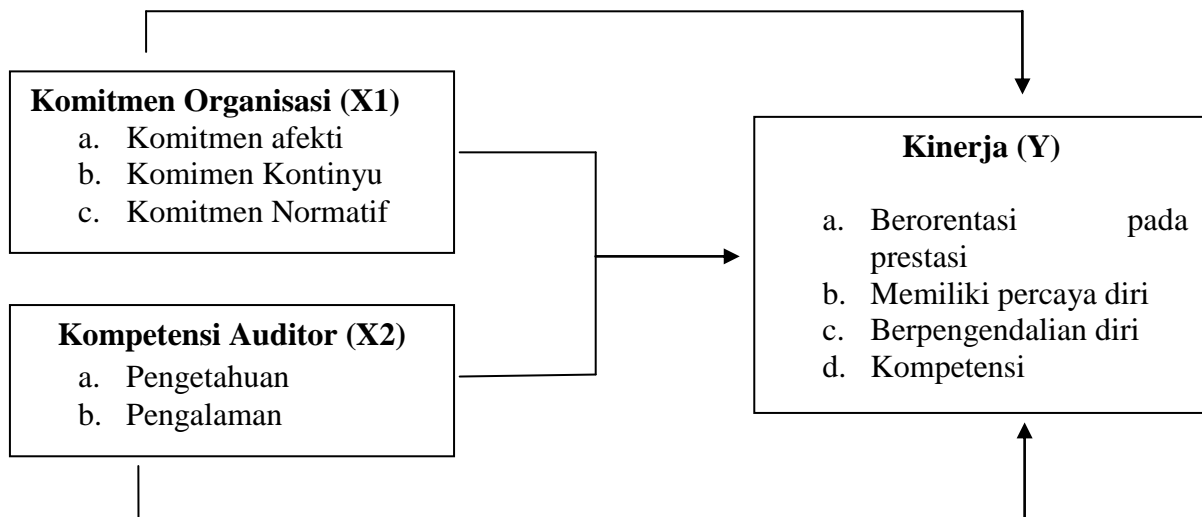 Komitmen Organisasi (X1)
a. Komitmen afekti
b. Komimen Kontinyu
c. Komitmen Normatif
Kompetensi Auditor (X2)
a. Pengetahuan
b. Pengalaman
Kinerja (Y)
a. Berorentasi pada
prestasi
b. Memiliki percaya diri
c. Berpengendalian diri
d. Kompetensi